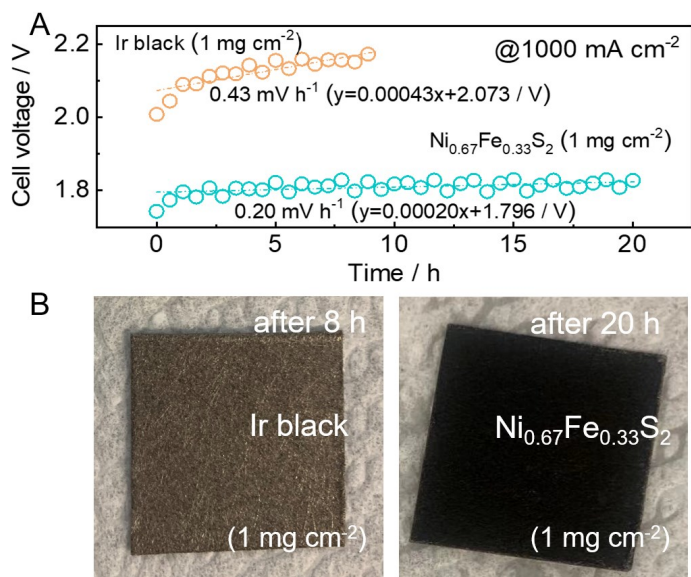 A
Ir black (1 mg cm⁻²)
@1000 mA cm⁻²
0.43 mV h⁻¹ (y=0.00043x+2.073 / V)
Ni₀.₆₇Fe₀.₃₃S₂ (1 mg cm⁻²)
0.20 mV h⁻¹ (y=0.00020x+1.796 / V)
Cell voltage / V
2.2
2.0
1.8
0 5 10 15 20
Time / h
B
after 8 h
Ir black
(1 mg cm⁻²)
after 20 h
Ni₀.₆₇Fe₀.₃₃S₂
(1 mg cm⁻²)